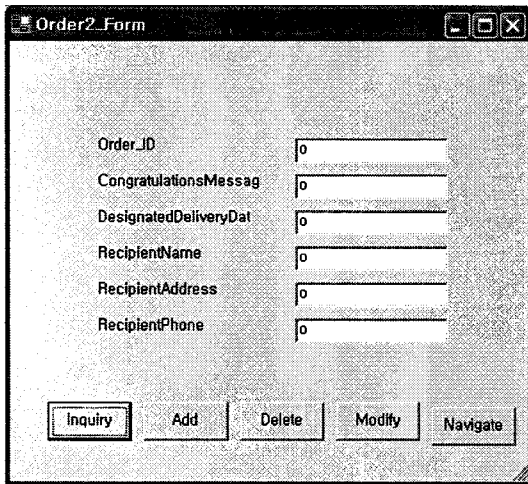 Order2_Form
Order_ID 0
CongratulationsMessag 0
DesignatedDeliveryDat 0
RecipientName 0
RecipientAddress 0
RecipientPhone 0
Inquiry Add Delete Modify Navigate